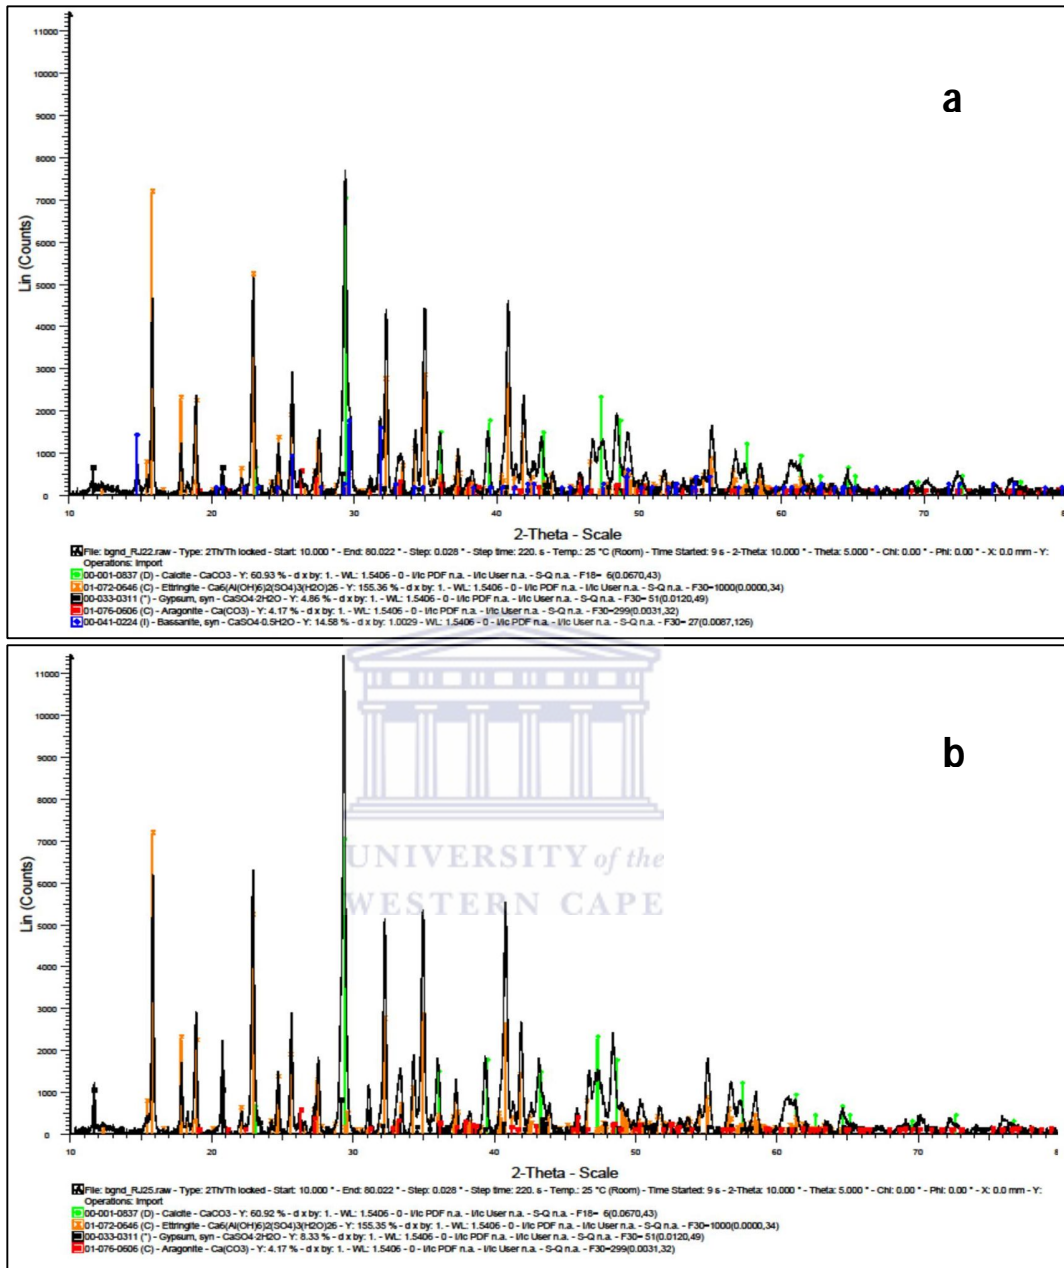 a
Lin (Counts)
11000
10000
9000
8000
7000
6000
5000
4000
3000
2000
1000
0
10 20 30 40 50 60 70 8
2-Theta - Scale
File: bgnd_RJ22.raw - Type: 2Th/Th locked - Start: 10.000 ° - End: 80.022 ° - Step: 0.028 ° - Step time: 220. s - Temp.: 25 °C (Room) - Time Started: 9 s - 2-Theta: 10.000 ° - Theta: 5.000 ° - Chi: 0.00 ° - Phi: 0.00 ° - X: 0.0 mm - Y:
Operations: Import
00-001-0837 (D) - Calcite - CaCO3 - Y: 60.93 % - d x by: 1. - WL: 1.5406 - 0 - I/Ic PDF n.a. - I/Ic User n.a. - S-Q n.a. - F18= 6(0.0670,43)
01-072-0646 (C) - Ettringite - Ca6(Al(OH)6)2(SO4)3(H2O)26 - Y: 155.36 % - d x by: 1. - WL: 1.5406 - 0 - I/Ic PDF n.a. - I/Ic User n.a. - S-Q n.a. - F30=1000(0.0000,34)
00-033-0311 (*) - Gypsum, syn - CaSO4·2H2O - Y: 4.86 % - d x by: 1. - WL: 1.5406 - 0 - I/Ic PDF n.a. - I/Ic User n.a. - S-Q n.a. - F30= 51(0.0120,49)
01-076-0606 (C) - Aragonite - Ca(CO3) - Y: 4.17 % - d x by: 1. - WL: 1.5406 - 0 - I/Ic PDF n.a. - I/Ic User n.a. - S-Q n.a. - F30=299(0.0031,32)
00-041-0224 (I) - Bassanite, syn - CaSO4·0.5H2O - Y: 14.58 % - d x by: 1.0029 - WL: 1.5406 - 0 - I/Ic PDF n.a. - I/Ic User n.a. - S-Q n.a. - F30= 27(0.0087,126)
b
Lin (Counts)
11000
10000
9000
8000
7000
6000
5000
4000
3000
2000
1000
0
UNIVERSITY of the
WESTERN CAPE
10 20 30 40 50 60 70 8
2-Theta - Scale
File: bgnd_RJ25.raw - Type: 2Th/Th locked - Start: 10.000 ° - End: 80.022 ° - Step: 0.028 ° - Step time: 220. s - Temp.: 25 °C (Room) - Time Started: 9 s - 2-Theta: 10.000 ° - Theta: 5.000 ° - Chi: 0.00 ° - Phi: 0.00 ° - X: 0.0 mm - Y:
Operations: Import
00-001-0837 (D) - Calcite - CaCO3 - Y: 60.92 % - d x by: 1. - WL: 1.5406 - 0 - I/Ic PDF n.a. - I/Ic User n.a. - S-Q n.a. - F18= 6(0.0670,43)
01-072-0646 (C) - Ettringite - Ca6(Al(OH)6)2(SO4)3(H2O)26 - Y: 155.35 % - d x by: 1. - WL: 1.5406 - 0 - I/Ic PDF n.a. - I/Ic User n.a. - S-Q n.a. - F30=1000(0.0000,34)
00-033-0311 (*) - Gypsum, syn - CaSO4·2H2O - Y: 8.33 % - d x by: 1. - WL: 1.5406 - 0 - I/Ic PDF n.a. - I/Ic User n.a. - S-Q n.a. - F30= 51(0.0120,49)
01-076-0606 (C) - Aragonite - Ca(CO3) - Y: 4.17 % - d x by: 1. - WL: 1.5406 - 0 - I/Ic PDF n.a. - I/Ic User n.a. - S-Q n.a. - F30=299(0.0031,32)